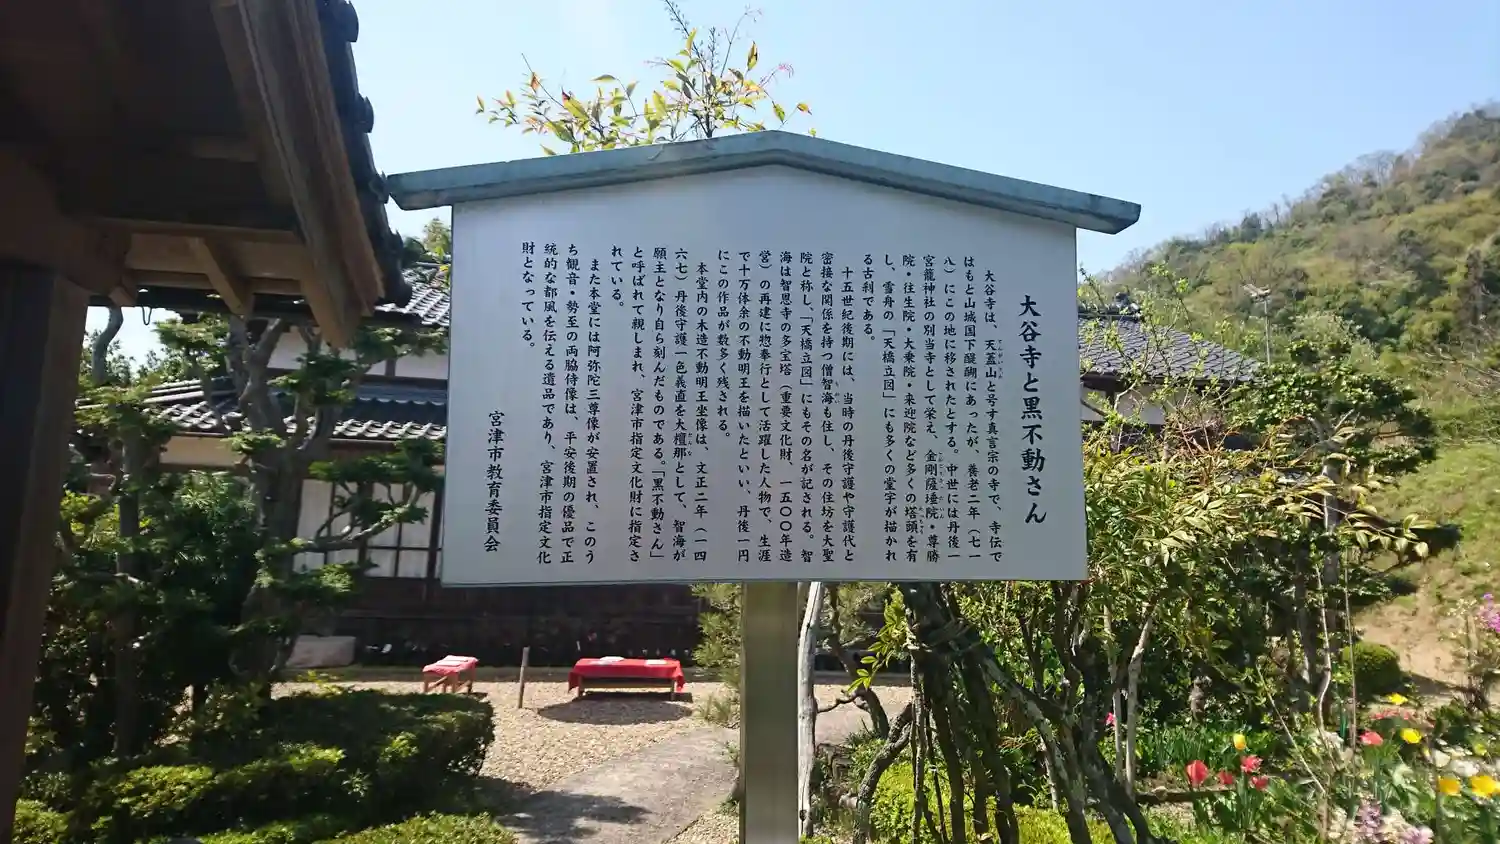 大谷寺と黒不動さん
大谷寺は、天蓋山と号す真言宗の寺で、寺伝で
はもと山城国下醍醐にあったが、養老二年（七一
八）にこの地に移されたとする。中世には丹後一
宮籠神社の別当寺として栄え、金剛薩埵院・尊勝
院・往生院・大乗院・来迎院など多くの塔頭を有
し、雪舟の「天橋立図」にも多くの堂宇が描かれ
る古刹である。
十五世紀後期には、当時の丹後守護や守護代と
密接な関係を持つ僧智海も住し、その住坊を大聖
院と称し、「天橋立図」にもその名が記される。智
海は智恩寺の多宝塔（重要文化財、一五〇〇年造
営）の再建に惣奉行として活躍した人物で、生涯
で十万体余の不動明王を描いたといい、丹後一円
にこの作品が数多く残される。
本堂内の木造不動明王坐像は、文正二年（一四
六七）丹後守護一色義直を大檀那として、智海が
願主となり自ら刻んだものである。「黒不動さん」
と呼ばれて親しまれ、宮津市指定文化財に指定さ
れている。
また本堂には阿弥陀三尊像が安置され、このう
ち観音・勢至の両脇侍像は、平安後期の優品で正
統的な都風を伝える遺品であり、宮津市指定文化
財となっている。
宮津市教育委員会